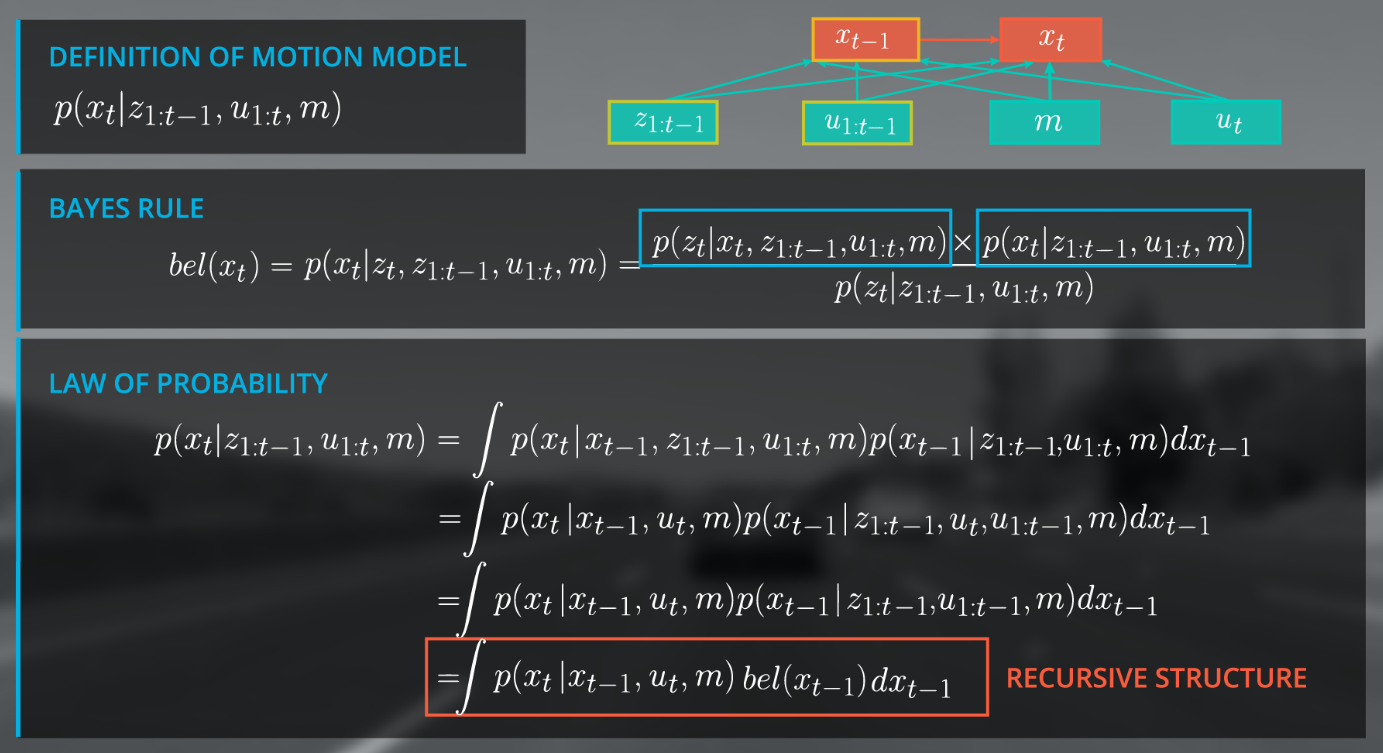 DEFINITION OF MOTION MODEL
p(x_t|z_{1:t−1}, u_{1:t}, m)
x_{t−1} x_t
z_{1:t−1} u_{1:t−1} m u_t
BAYES RULE
bel(x_t) = p(x_t|z_t, z_{1:t−1}, u_{1:t}, m) = \frac{p(z_t|x_t, z_{1:t−1}, u_{1:t}, m) × p(x_t|z_{1:t−1}, u_{1:t}, m)}{p(z_t|z_{1:t−1}, u_{1:t}, m)}
LAW OF PROBABILITY
p(x_t|z_{1:t−1}, u_{1:t}, m) = ∫ p(x_t|x_{t−1}, z_{1:t−1}, u_{1:t}, m)p(x_{t−1}|z_{1:t−1}, u_{1:t}, m)dx_{t−1}
= ∫ p(x_t|x_{t−1}, u_t, m)p(x_{t−1}|z_{1:t−1}, u_t, u_{1:t−1}, m)dx_{t−1}
= ∫ p(x_t|x_{t−1}, u_t, m)p(x_{t−1}|z_{1:t−1}, u_{1:t−1}, m)dx_{t−1}
= ∫ p(x_t|x_{t−1}, u_t, m) bel(x_{t−1})dx_{t−1} RECURSIVE STRUCTURE